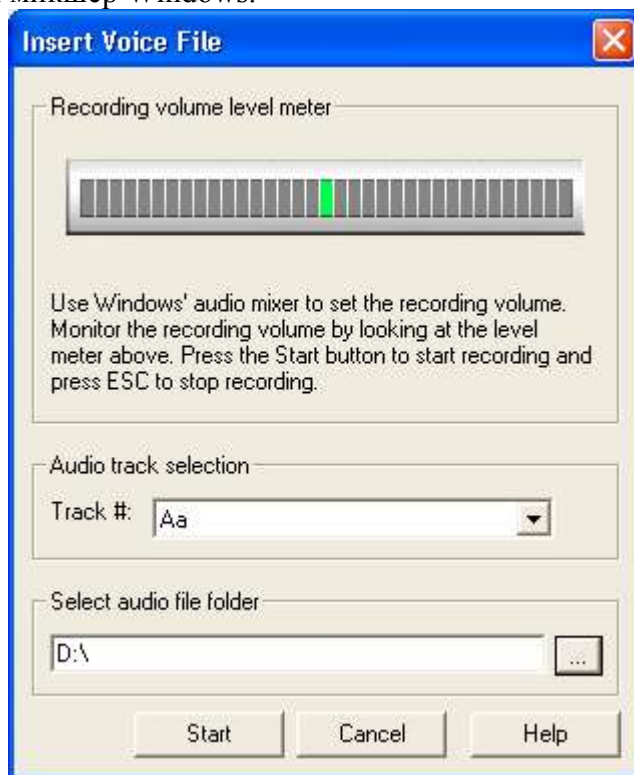 микшер Windows.
Insert Voice File
Recording volume level meter
Use Windows' audio mixer to set the recording volume.
Monitor the recording volume by looking at the level
meter above. Press the Start button to start recording and
press ESC to stop recording.
Audio track selection
Track #: Aa
Select audio file folder
D:\ ...
Start Cancel Help